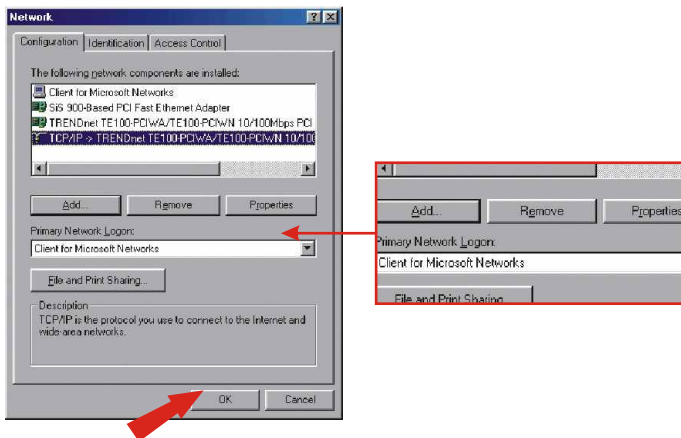 Network
Configuration Identification Access Control
The following network components are installed:
Client for Microsoft Networks
SiS 900-Based PCI Fast Ethernet Adapter
TRENDnet TE100-PCIWA/TE100-PCIWN 10/100Mbps PCI
TCP/IP -> TRENDnet TE100-PCIWA/TE100-PCIWN 10/100
Add... Remove Properties
Primary Network Logon:
Client for Microsoft Networks
File and Print Sharing...
Description
TCP/IP is the protocol you use to connect to the Internet and
wide-area networks.
OK Cancel
Add... Remove Properties
Primary Network Logon:
Client for Microsoft Networks
File and Print Sharing